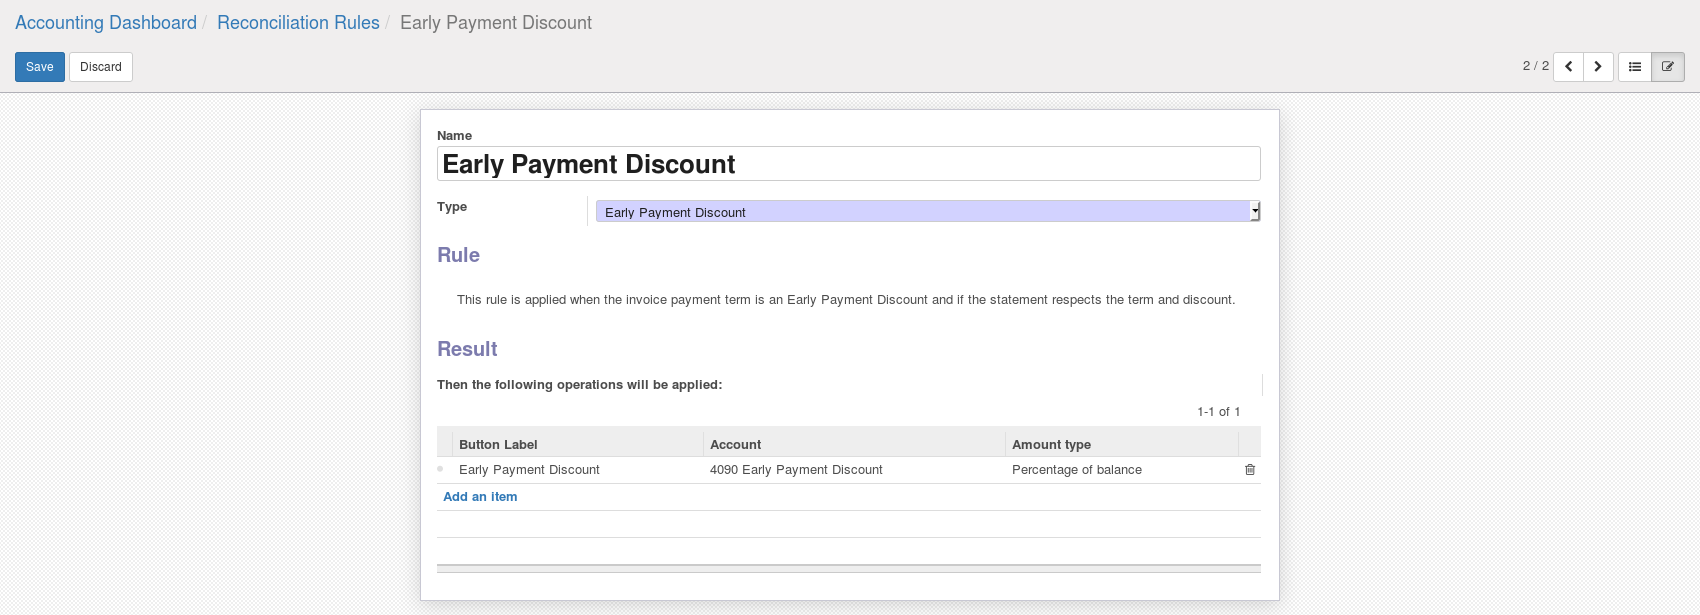 Accounting Dashboard / Reconciliation Rules / Early Payment Discount
Save Discard 2 / 2
Name
Early Payment Discount
Type Early Payment Discount
Rule
This rule is applied when the invoice payment term is an Early Payment Discount and if the statement respects the term and discount.
Result
Then the following operations will be applied:
1-1 of 1
Button Label Account Amount type
Early Payment Discount 4090 Early Payment Discount Percentage of balance
Add an item